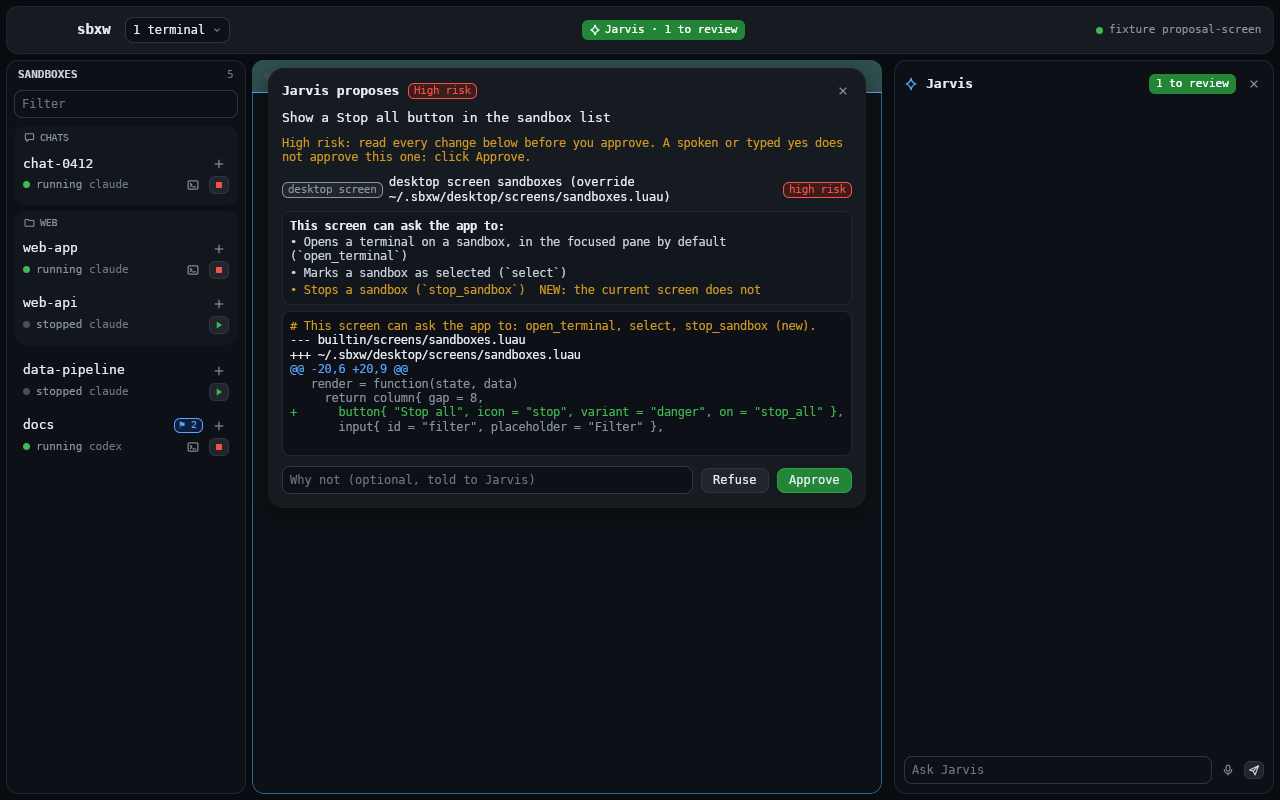 sbxw
1 terminal
Jarvis · 1 to review
fixture proposal-screen
SANDBOXES
5
Filter
CHATS
chat-0412
running claude
WEB
web-app
running claude
web-api
stopped claude
data-pipeline
stopped claude
docs
2
running codex
Jarvis proposes
High risk
Show a Stop all button in the sandbox list
High risk: read every change below before you approve. A spoken or typed yes does
not approve this one: click Approve.
desktop screen
desktop screen sandboxes (override
~/.sbxw/desktop/screens/sandboxes.luau)
high risk
This screen can ask the app to:
• Opens a terminal on a sandbox, in the focused pane by default
(`open_terminal`)
• Marks a sandbox as selected (`select`)
• Stops a sandbox (`stop_sandbox`)  NEW: the current screen does not
# This screen can ask the app to: open_terminal, select, stop_sandbox (new).
--- builtin/screens/sandboxes.luau
+++ ~/.sbxw/desktop/screens/sandboxes.luau
@@ -20,6 +20,9 @@
render = function(state, data)
return column{ gap = 8,
+ button{ "Stop all", icon = "stop", variant = "danger", on = "stop_all" },
input{ id = "filter", placeholder = "Filter" },
Why not (optional, told to Jarvis)
Refuse
Approve
Jarvis
1 to review
Ask Jarvis